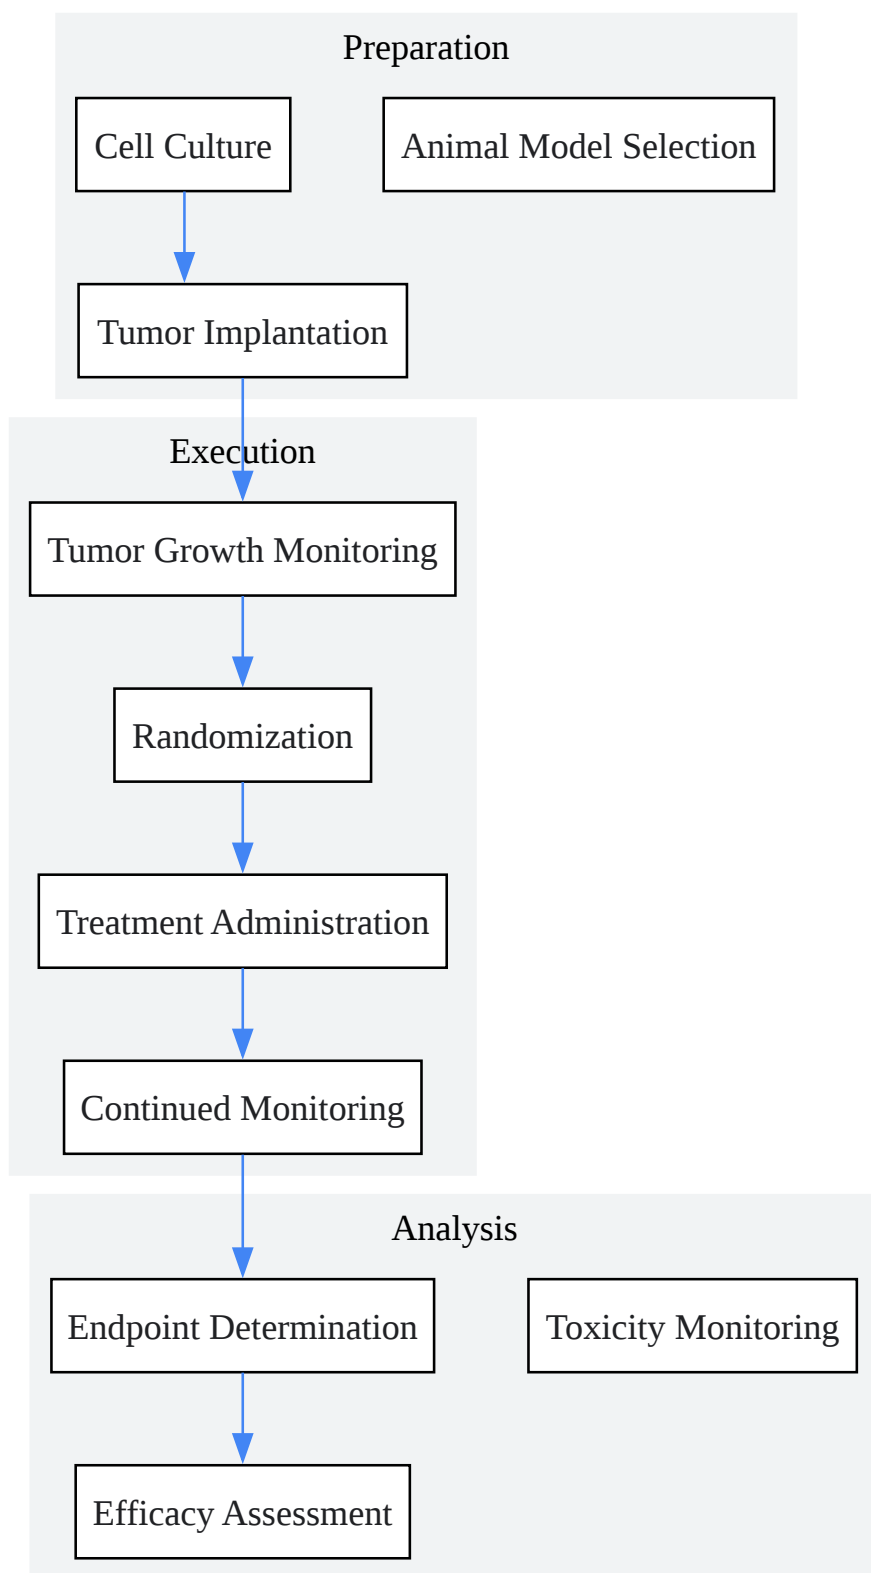 Preparation
Cell Culture
Animal Model Selection
Tumor Implantation
Execution
Tumor Growth Monitoring
Randomization
Treatment Administration
Continued Monitoring
Analysis
Endpoint Determination
Toxicity Monitoring
Efficacy Assessment